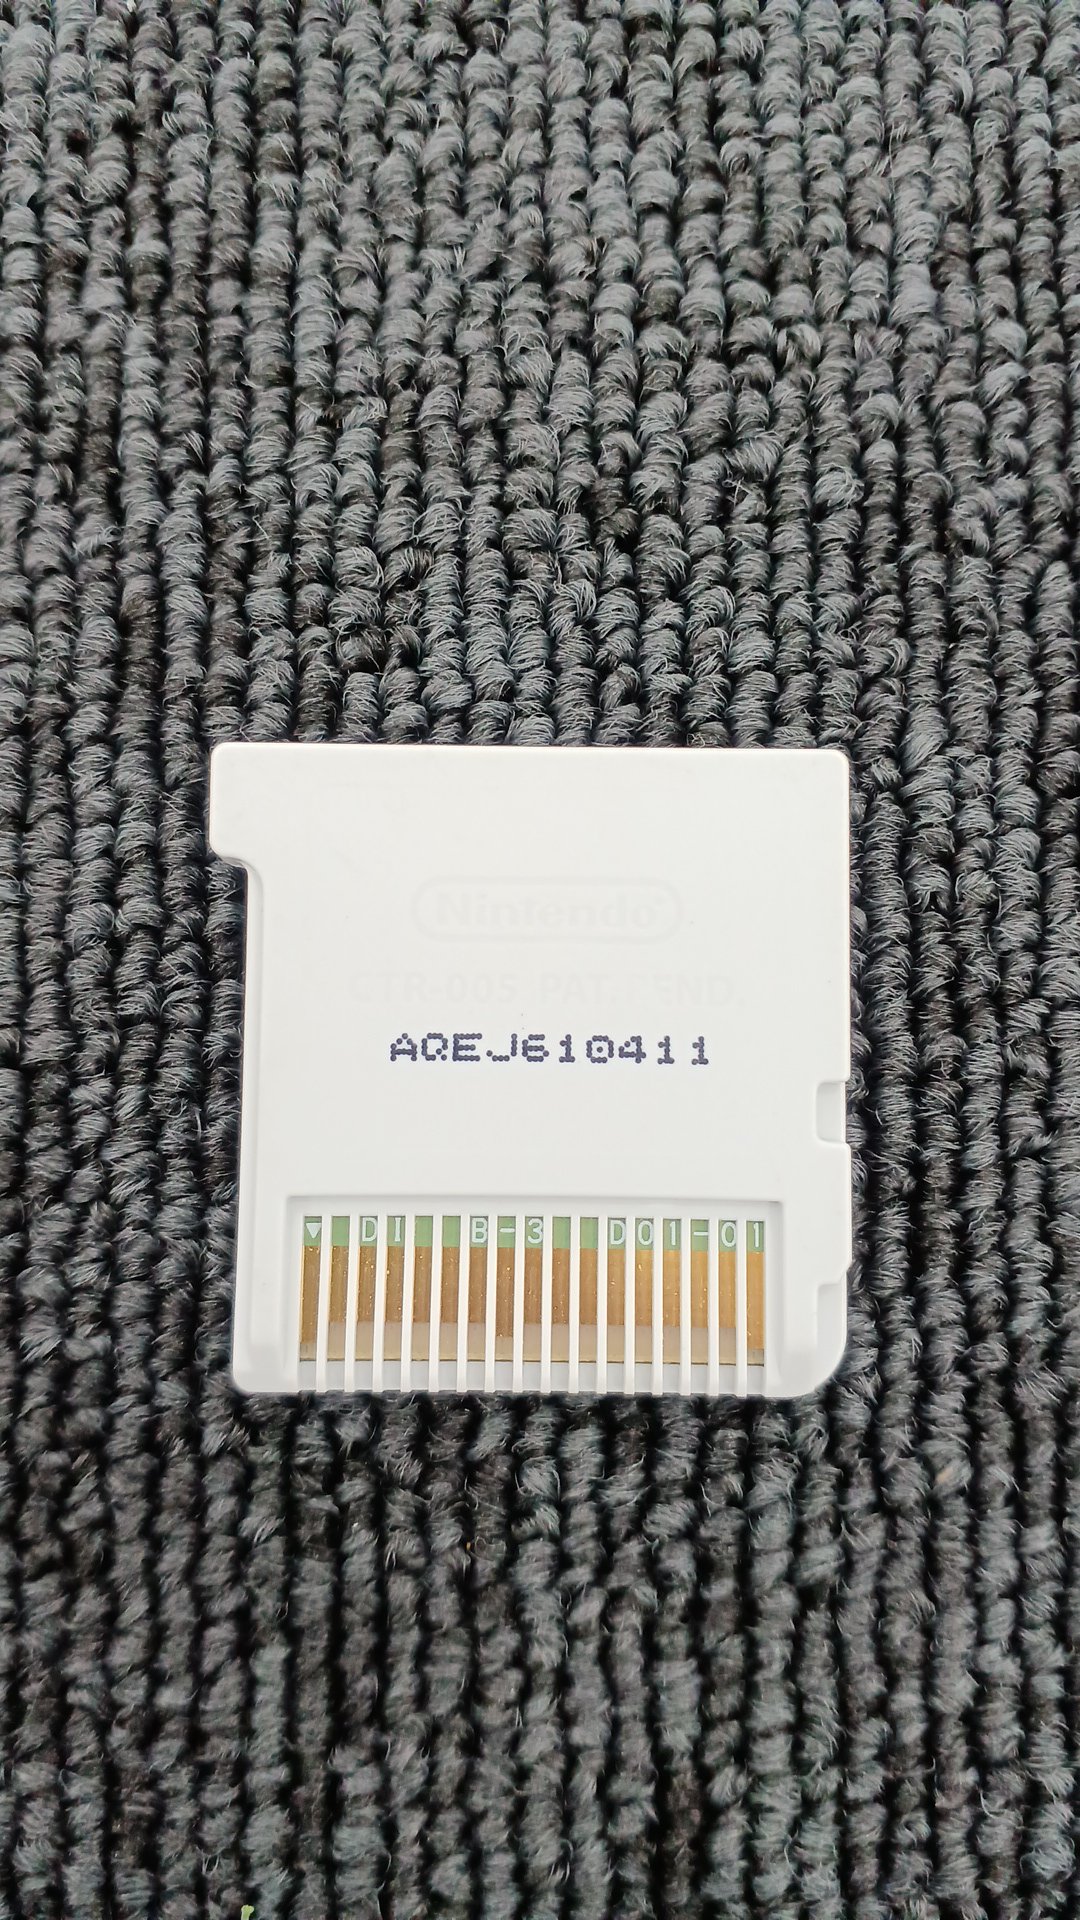 Nintendo
CTR-005 PAT.PEND.
AQEJ610411
▼ DI B-3 D01-01